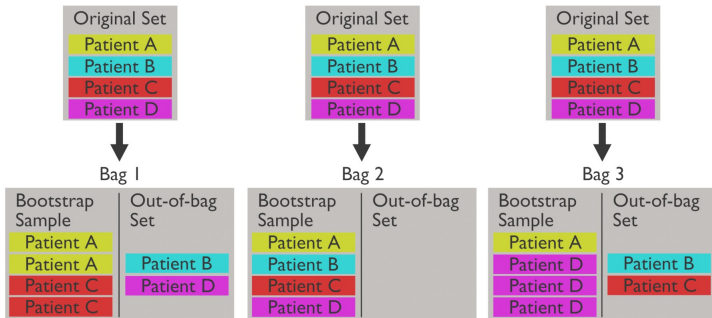 Original Set
Patient A
Patient B
Patient C
Patient D
Original Set
Patient A
Patient B
Patient C
Patient D
Original Set
Patient A
Patient B
Patient C
Patient D
Bag 1
Bootstrap
Sample
Patient A
Patient A
Patient C
Patient C
Out-of-bag
Set
Patient B
Patient D
Bag 2
Bootstrap
Sample
Patient A
Patient B
Patient C
Patient D
Out-of-bag
Set
Bag 3
Bootstrap
Sample
Patient A
Patient D
Patient D
Patient D
Out-of-bag
Set
Patient B
Patient C